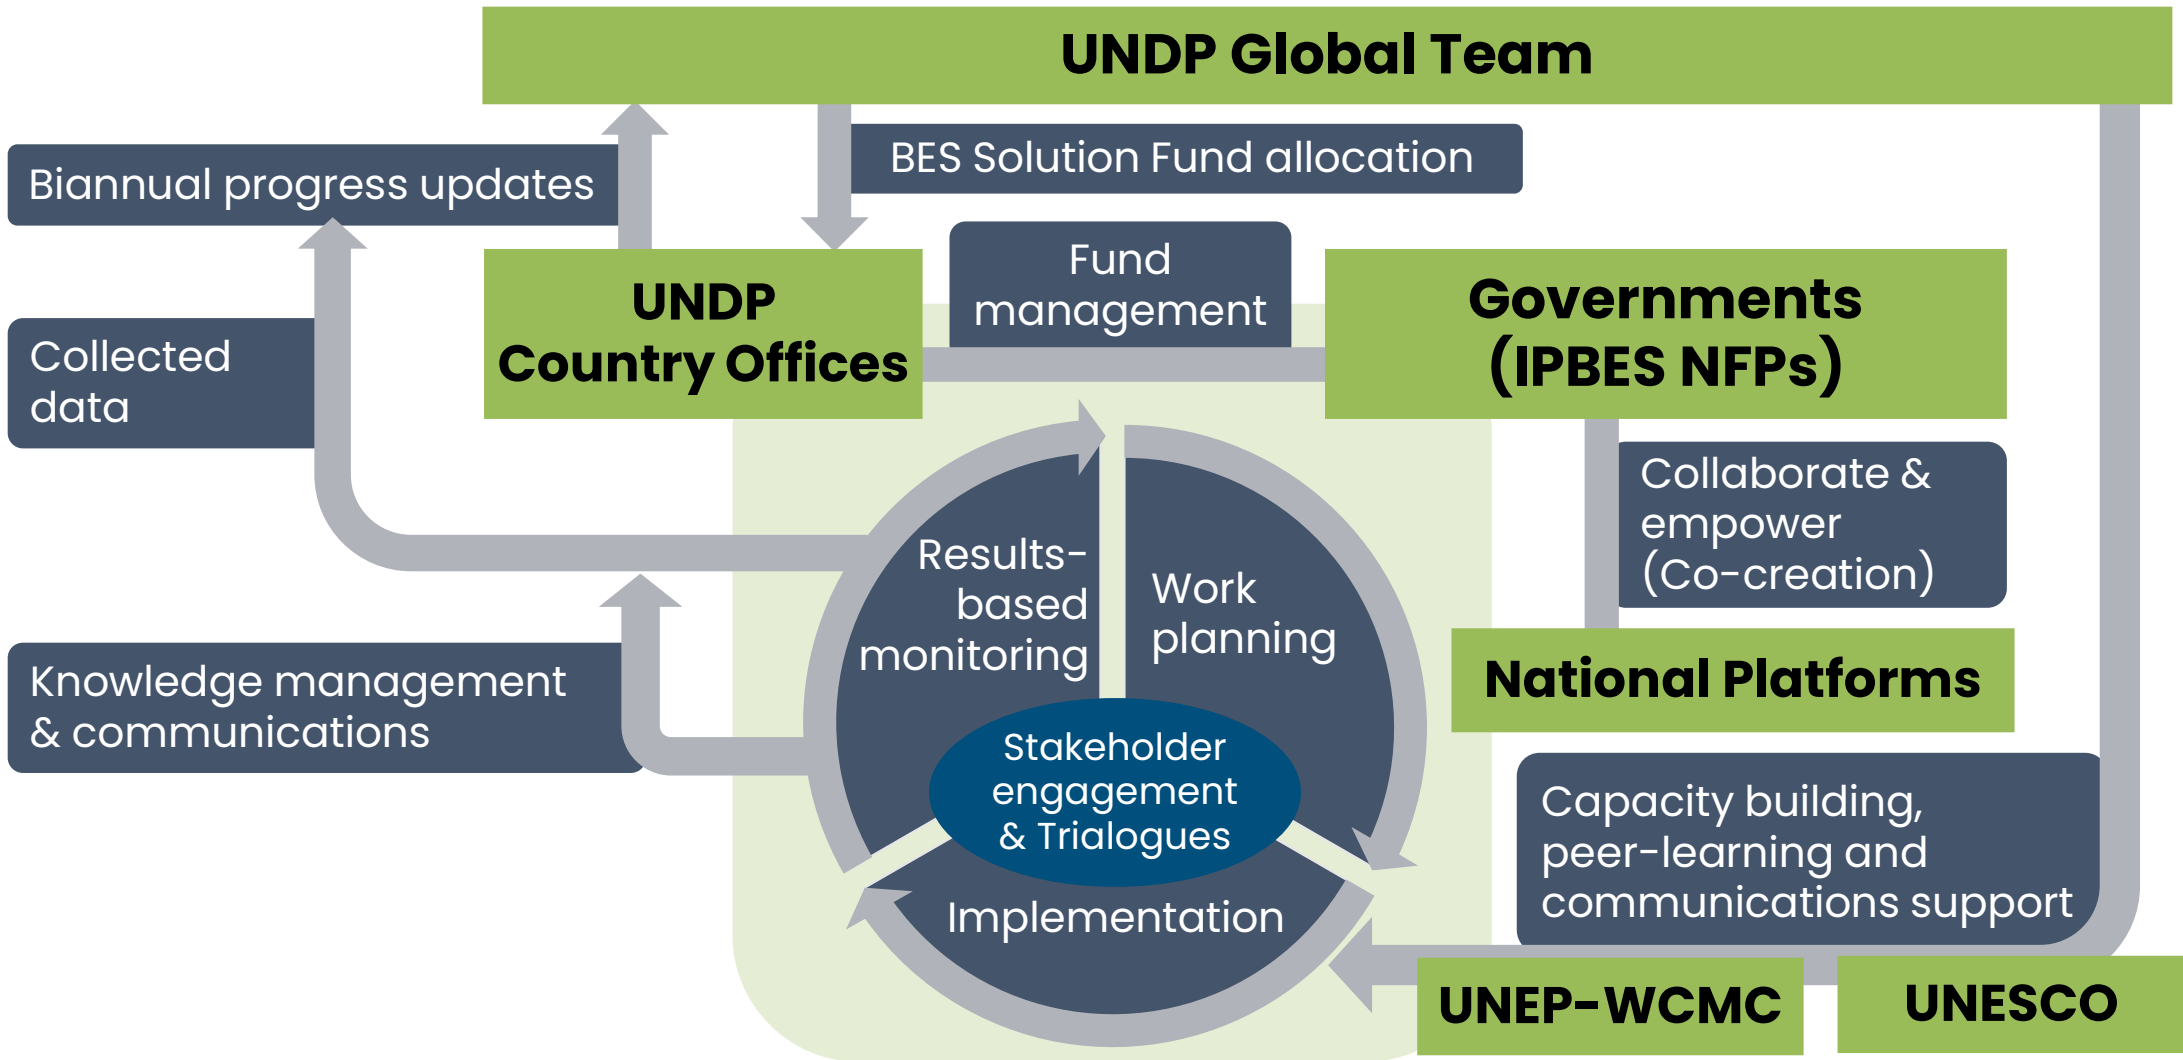 UNDP Global Team
BES Solution Fund allocation
Biannual progress updates
Fund
management
UNDP
Country Offices
Governments
(IPBES NFPs)
Collected
data
Collaborate &
empower
(Co-creation)
Results-
based
monitoring
Work
planning
National Platforms
Knowledge management
& communications
Stakeholder
engagement
& Trialogues
Capacity building,
peer-learning and
communications support
Implementation
UNEP-WCMC
UNESCO